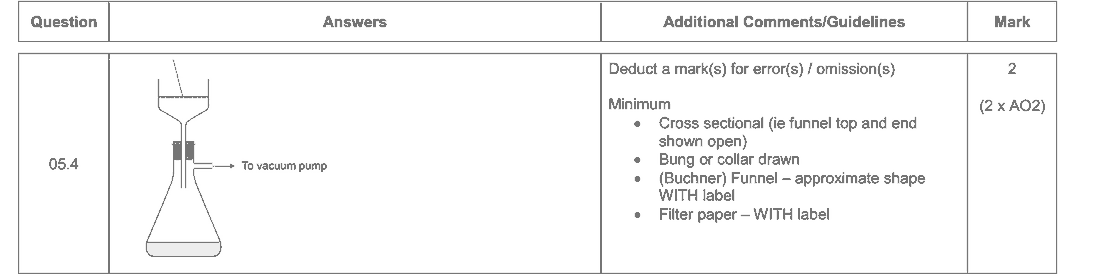 Question Answers Additional Comments/Guidelines Mark
05.4
To vacuum pump
Deduct a mark(s) for error(s) / omission(s)
Minimum
• Cross sectional (ie funnel top and end
shown open)
• Bung or collar drawn
• (Buchner) Funnel – approximate shape
WITH label
• Filter paper – WITH label
2
(2 x AO2)